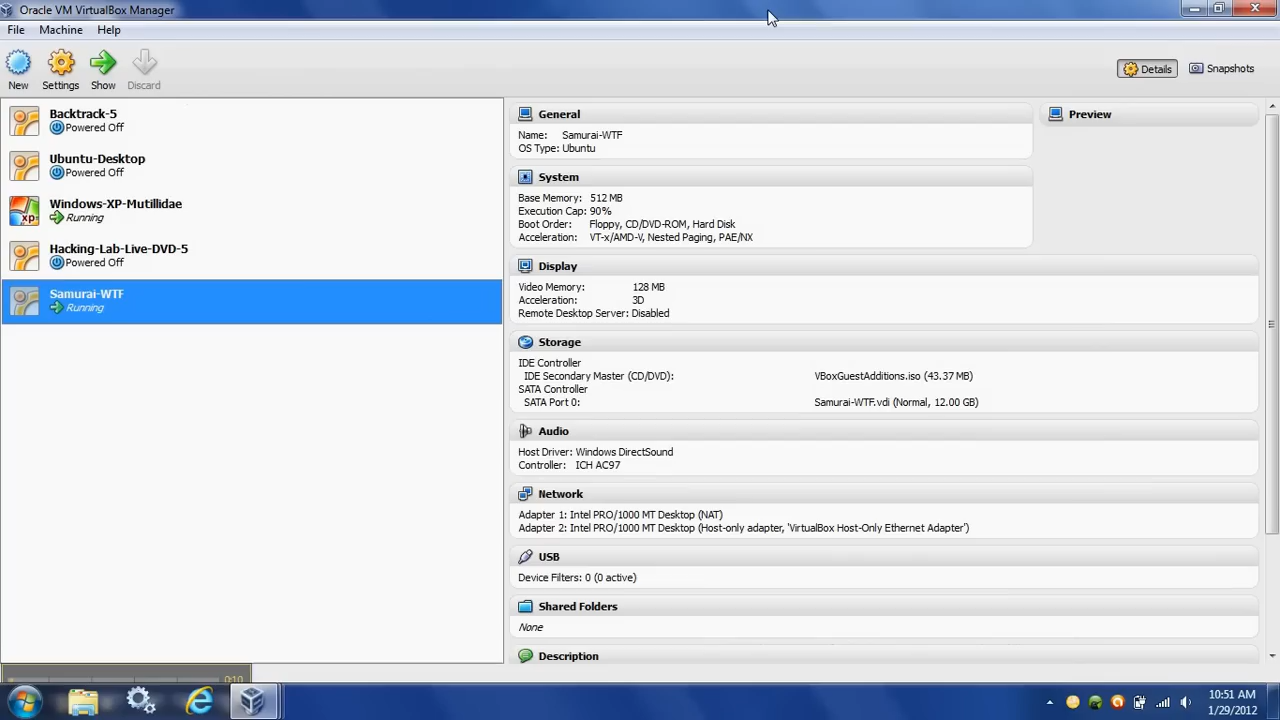 Oracle VM VirtualBox Manager
File Machine Help
New Settings Show Discard
Details Snapshots
Backtrack-5
Powered Off
Ubuntu-Desktop
Powered Off
Windows-XP-Mutillidae
Running
Hacking-Lab-Live-DVD-5
Powered Off
Samurai-WTF
Running
General
Name: Samurai-WTF
OS Type: Ubuntu
System
Base Memory: 512 MB
Execution Cap: 90%
Boot Order: Floppy, CD/DVD-ROM, Hard Disk
Acceleration: VT-x/AMD-V, Nested Paging, PAE/NX
Display
Video Memory: 128 MB
Acceleration: 3D
Remote Desktop Server: Disabled
Storage
IDE Controller
IDE Secondary Master (CD/DVD): VBoxGuestAdditions.iso (43.37 MB)
SATA Controller
SATA Port 0: Samurai-WTF.vdi (Normal, 12.00 GB)
Audio
Host Driver: Windows DirectSound
Controller: ICH AC97
Network
Adapter 1: Intel PRO/1000 MT Desktop (NAT)
Adapter 2: Intel PRO/1000 MT Desktop (Host-only adapter, 'VirtualBox Host-Only Ethernet Adapter')
USB
Device Filters: 0 (0 active)
Shared Folders
None
Description
Preview
xp
0:10
10:51 AM
1/29/2012